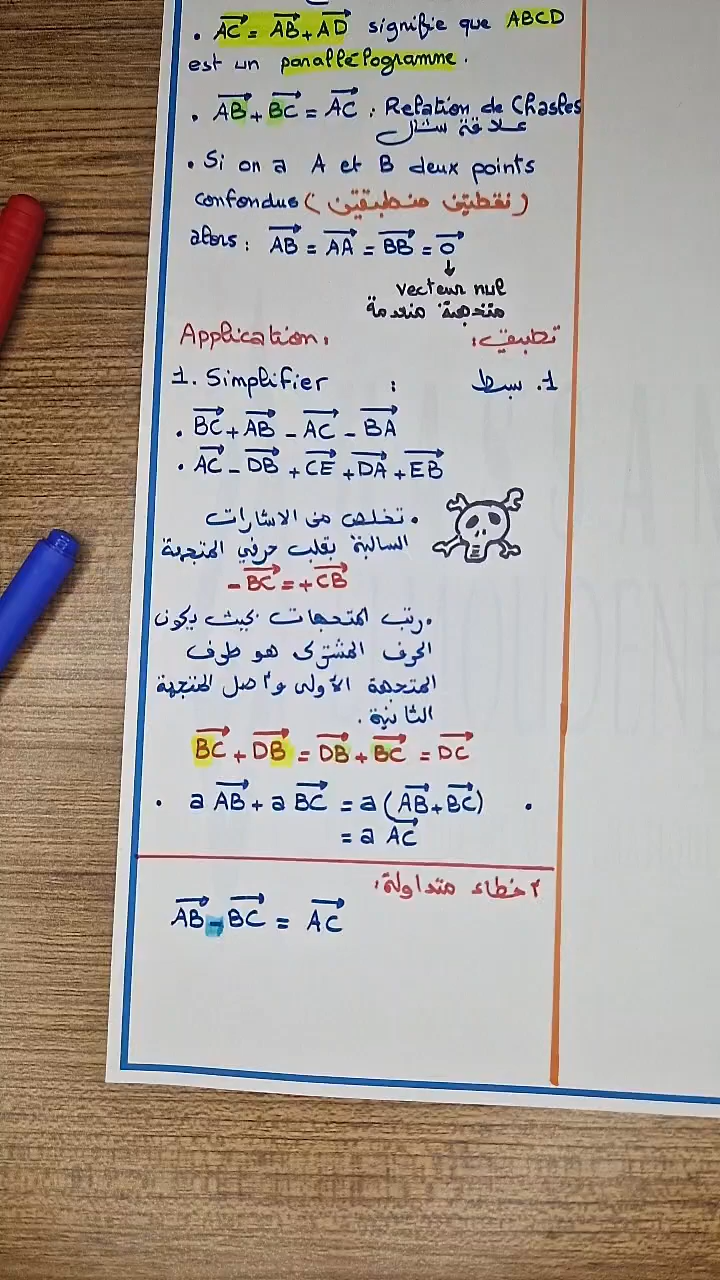 . AC = AB + AD signifie que ABCD
est un parallélogramme.
. AB + BC = AC : Relation de Chasles
علاقة شال
. Si on a A et B deux points
confondus (نقطتين منطبقتين)
alors : AB = AA = BB = 0
vecteur nul
متجهة منعدمة
Application: تطبيق:
1. Simplifier : 1. بسط
. BC + AB - AC - BA
. AC - DB + CE + DA + EB
. تخلص من الاشارات
السالبة بقلب حرفي المتجهة
- BC = + CB
. رتب المتجهات بحيث يكون
الحرف المشترك هو طرف
المتجهة الأولى وأصل المتجهة
الثانية.
BC + DB = DB + BC = DC
. a AB + a BC = a (AB + BC) .
= a AC
أخطاء متداولة:
AB - BC = AC